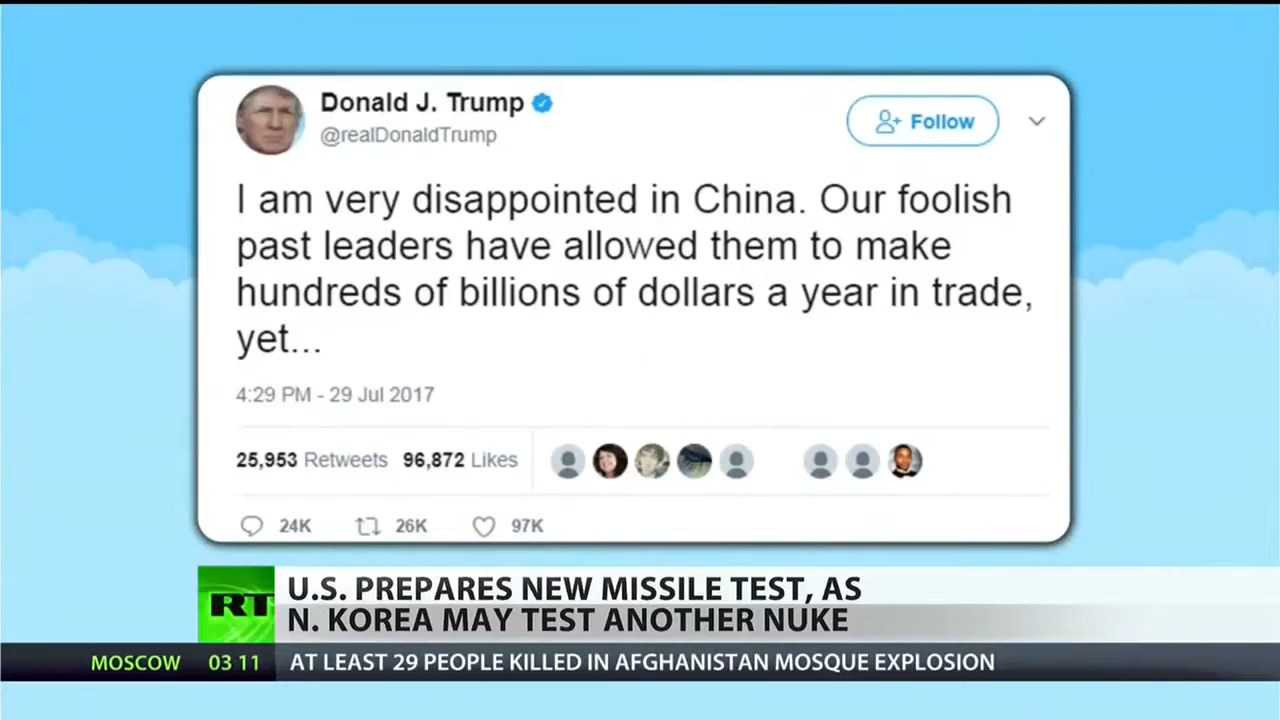 Donald J. Trump
@realDonaldTrump
Follow
I am very disappointed in China. Our foolish
past leaders have allowed them to make
hundreds of billions of dollars a year in trade,
yet...
4:29 PM - 29 Jul 2017
25,953 Retweets 96,872 Likes
24K 26K 97K
RT
U.S. PREPARES NEW MISSILE TEST, AS
N. KOREA MAY TEST ANOTHER NUKE
MOSCOW 03 11 AT LEAST 29 PEOPLE KILLED IN AFGHANISTAN MOSQUE EXPLOSION